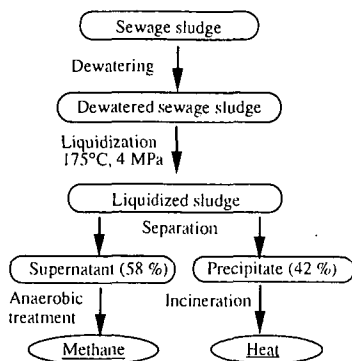 Sewage sludge
Dewatering
Dewatered sewage sludge
Liquidization
175°C, 4 MPa
Liquidized sludge
Separation
Supernatant (58 %)
Precipitate (42 %)
Anaerobic
treatment
Incineration
Methane
Heat